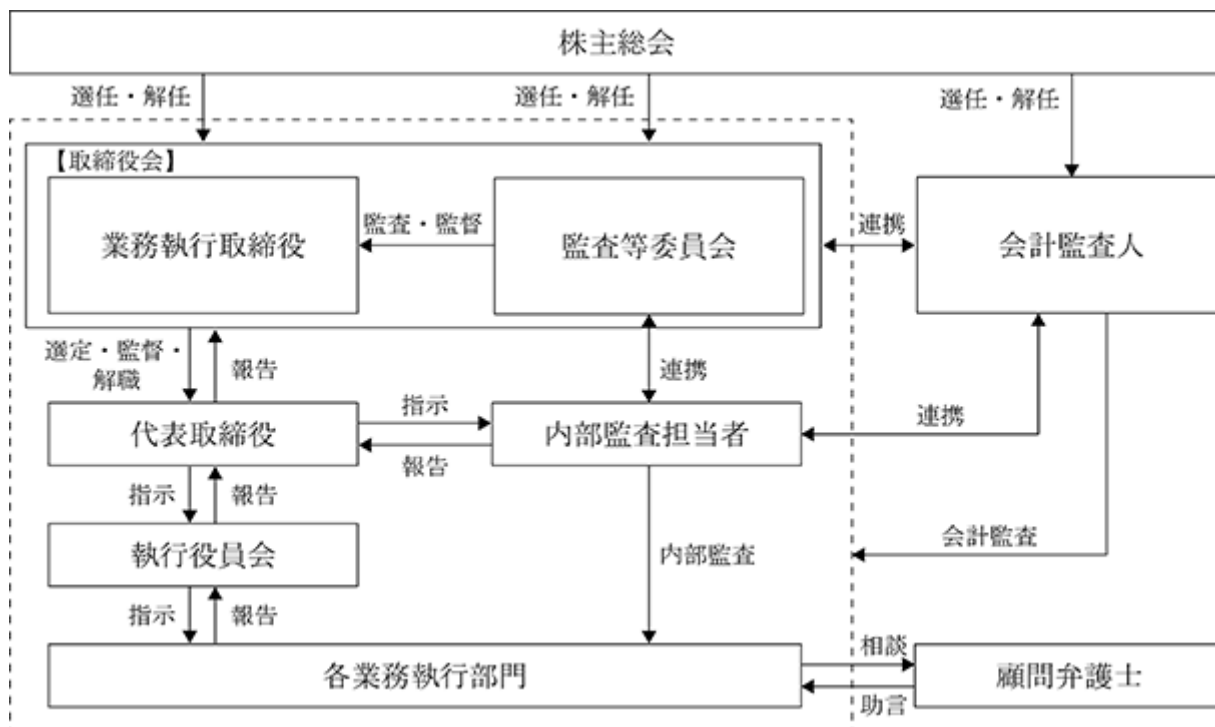 株主総会
選任・解任
選任・解任
選任・解任
【取締役会】
業務執行取締役
監査・監督
監査等委員会
連携
会計監査人
選定・監督・
解職
報告
連携
代表取締役
指示
報告
内部監査担当者
連携
指示
報告
執行役員会
内部監査
会計監査
指示
報告
各業務執行部門
相談
助言
顧問弁護士